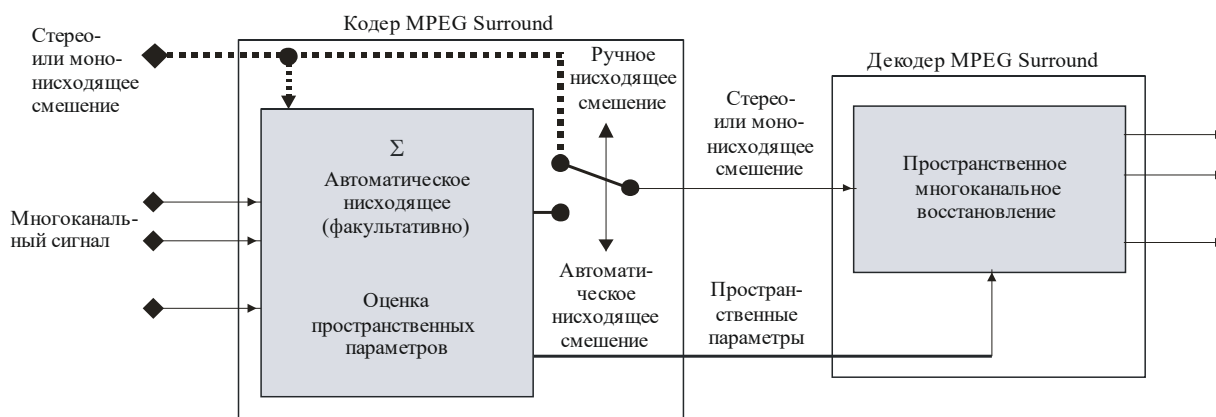 Кодер MPEG Surround
Стерео-
или моно-
нисходящее
смешение
Ручное
нисходящее
смешение
Декодер MPEG Surround
Стерео-
или моно-
нисходящее
смешение
Σ
Автоматическое
нисходящее
(факультативно)
Пространственное
многоканальное
восстановление
Многоканаль-
ный сигнал
Автомати-
ческое
нисходящее
смешение
Оценка
пространственных
параметров
Простран-
ственные
параметры